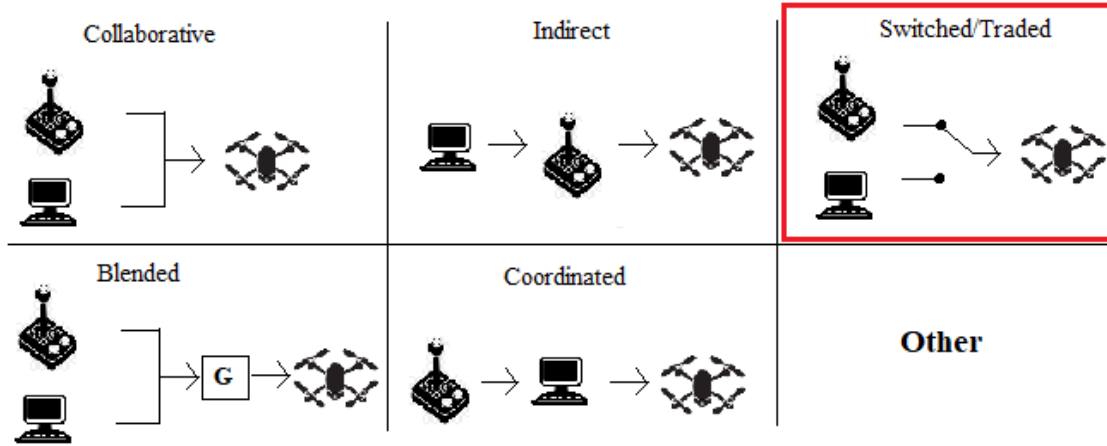 Collaborative
Indirect
Switched/Traded
Blended
G
Coordinated
Other